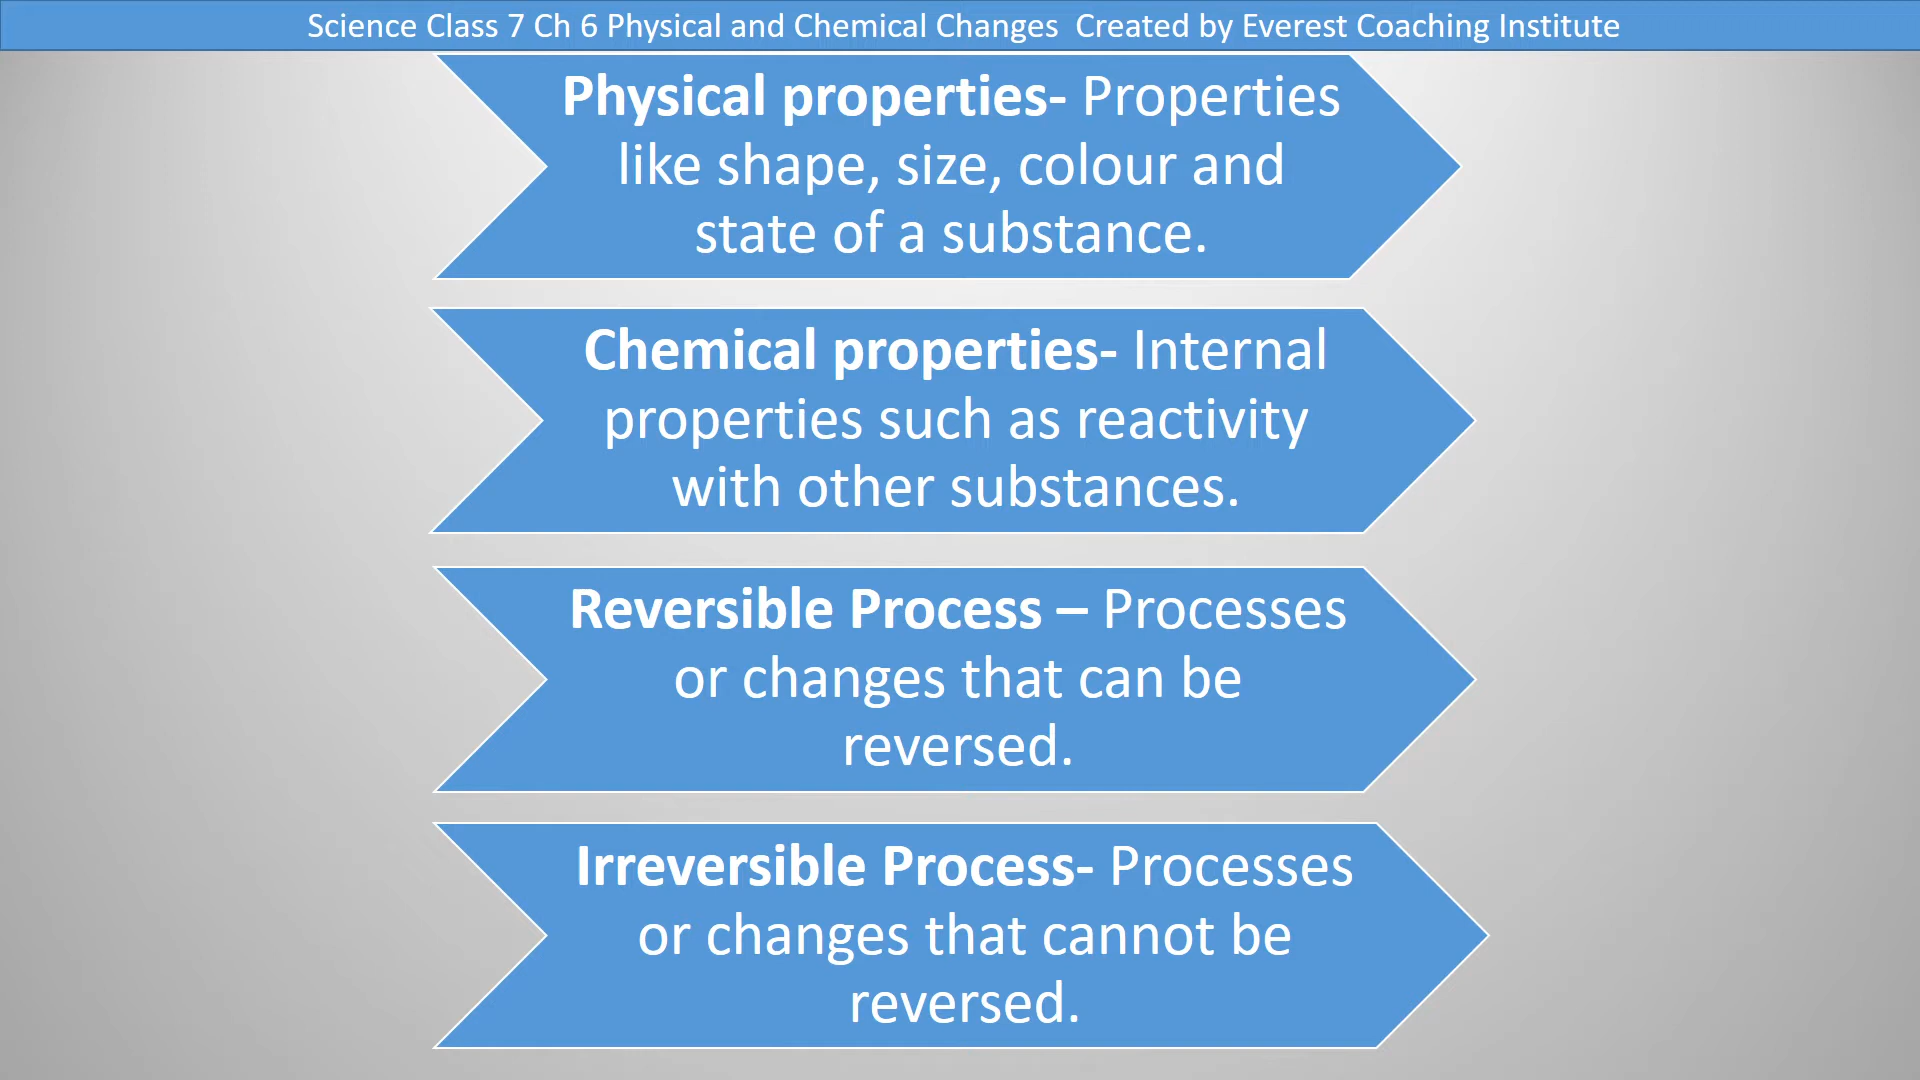 Science Class 7 Ch 6 Physical and Chemical Changes  Created by Everest Coaching Institute
Physical properties- Properties
like shape, size, colour and
state of a substance.
Chemical properties- Internal
properties such as reactivity
with other substances.
Reversible Process – Processes
or changes that can be
reversed.
Irreversible Process- Processes
or changes that cannot be
reversed.